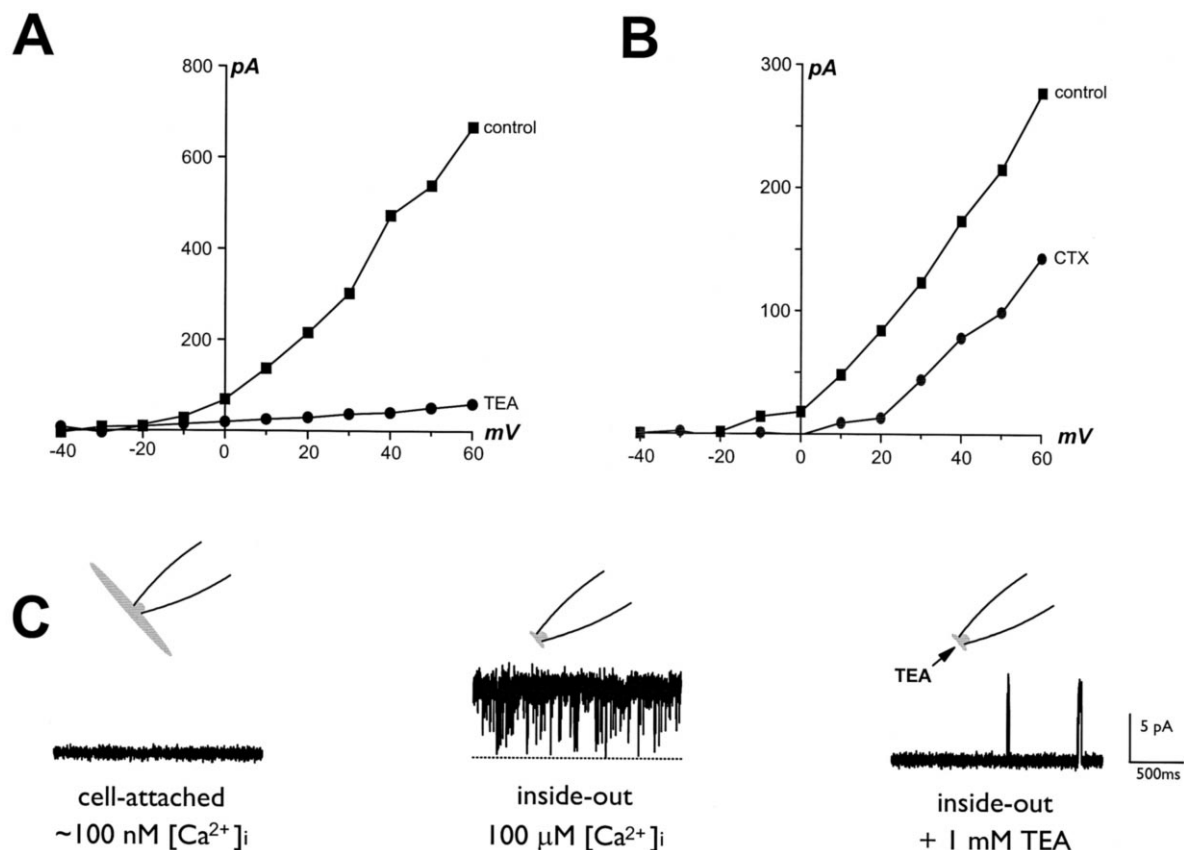 A
pA
800
600
400
200
control
TEA
mV
-40 -20 0 20 40 60
B
pA
300
200
100
control
CTX
mV
-40 -20 0 20 40 60
C
cell-attached
~100 nM [Ca²⁺]i
inside-out
100 µM [Ca²⁺]i
TEA
5 pA
500ms
inside-out
+ 1 mM TEA